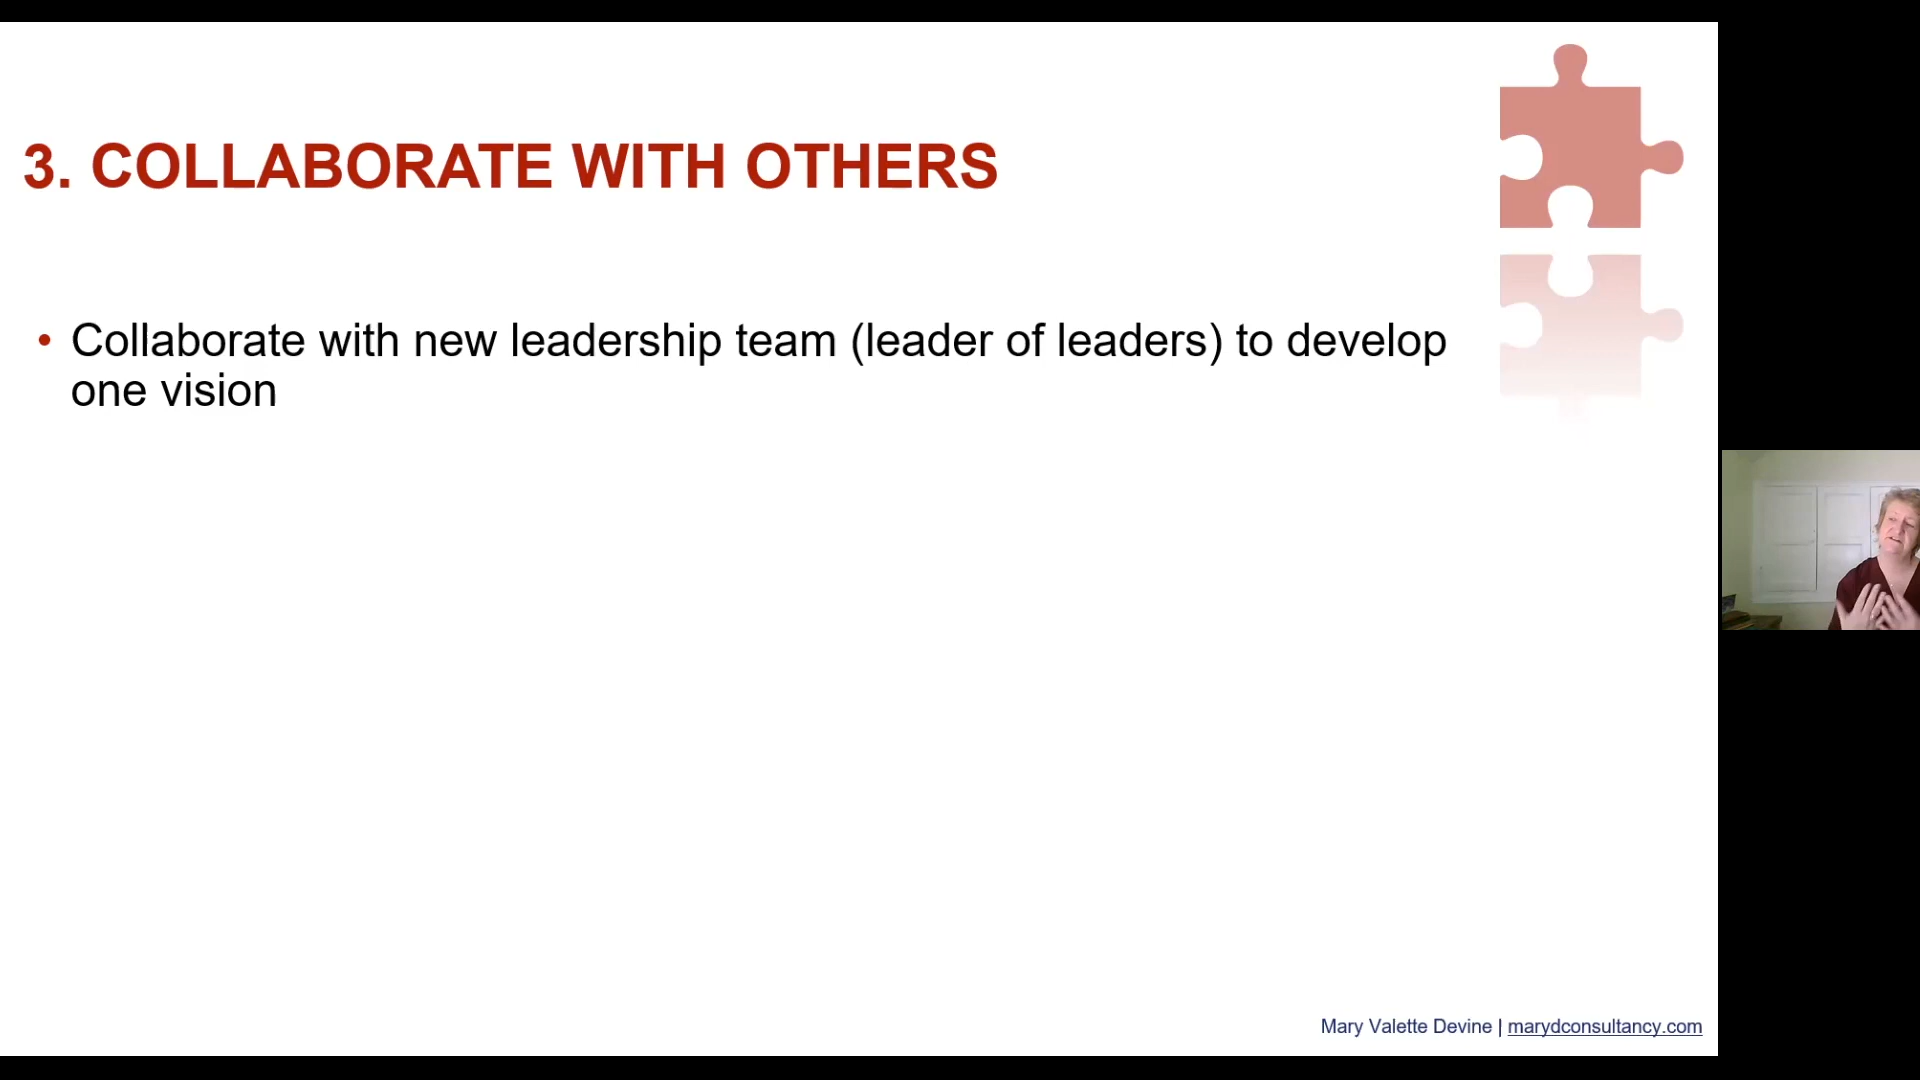 3. COLLABORATE WITH OTHERS
• Collaborate with new leadership team (leader of leaders) to develop
one vision
Mary Valette Devine | marydconsultancy.com